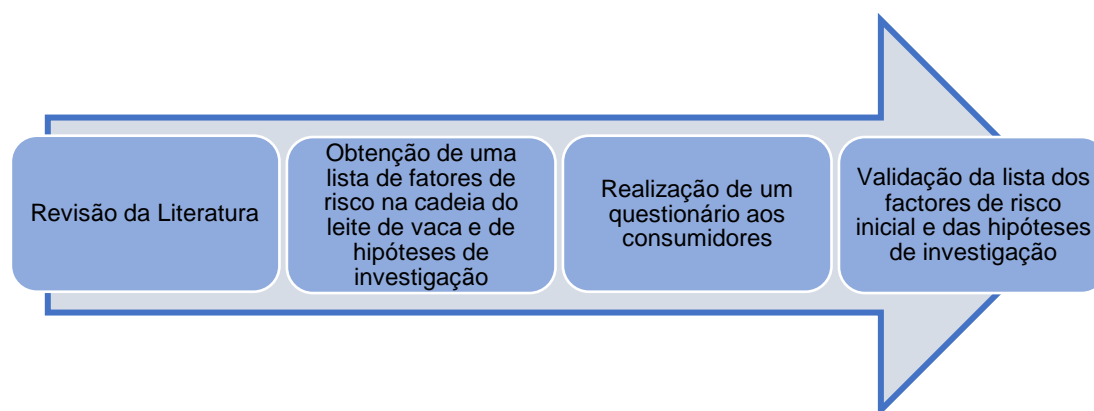 Revisão da Literatura
Obtenção de uma
lista de fatores de
risco na cadeia do
leite de vaca e de
hipóteses de
investigação
Realização de um
questionário aos
consumidores
Validação da lista dos
factores de risco
inicial e das hipóteses
de investigação